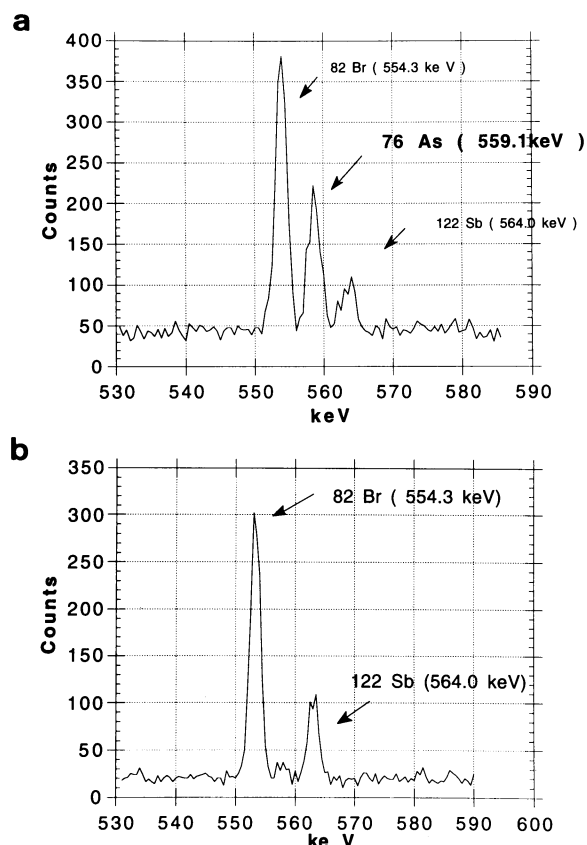 a
400
350
300
250
200
150
100
50
0
Counts
82 Br ( 554.3 ke V )
76 As ( 559.1keV )
122 Sb ( 564.0 keV )
530 540 550 560 570 580 590
keV
b
350
300
250
200
150
100
50
0
Counts
82 Br ( 554.3 keV)
122 Sb (564.0 keV)
530 540 550 560 570 580 590 600
ke V